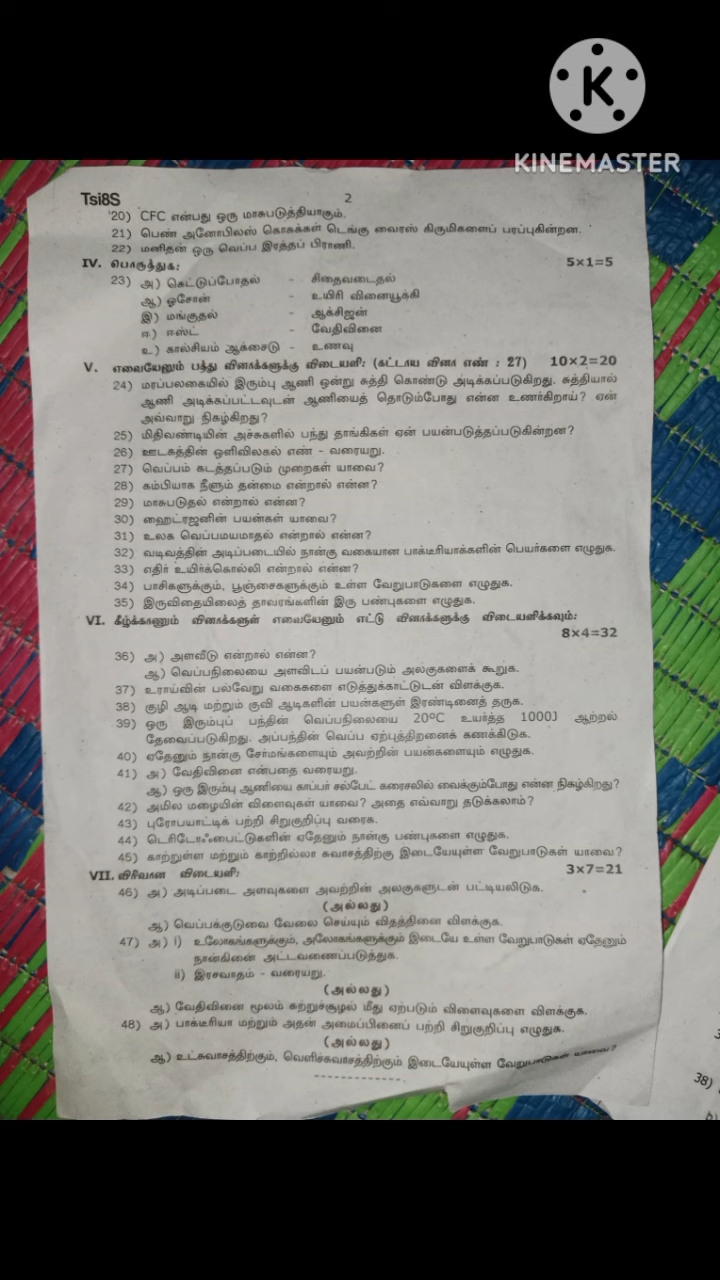 K
KINEMASTER
Tsi8S 2
20) CFC என்பது ஒரு மாசுபடுத்தியாகும்.
21) பெண் அனோபிலஸ் கொசுக்கள் டெங்கு வைரஸ் கிருமிகளைப் பரப்புகின்றன.
22) மனிதன் ஒரு வெப்ப இரத்தப் பிராணி.
IV. பொருத்துக: 5×1=5
23) அ) கெட்டுப்போதல் - சிதைவடைதல்
ஆ) ஓசோன் - உயிரி வினையூக்கி
இ) மங்குதல் - ஆக்சிஜன்
ஈ) ஈஸ்ட் - வேதிவினை
உ) கால்சியம் ஆக்சைடு - உணவு
V. எவையேனும் பத்து வினாக்களுக்கு விடையளி: (கட்டாய வினா எண் : 27) 10×2=20
24) மரப்பலகையில் இரும்பு ஆணி ஒன்று சுத்தி கொண்டு அடிக்கப்படுகிறது. சுத்தியால்
ஆணி அடிக்கப்பட்டவுடன் ஆணியைத் தொடும்போது என்ன உணர்கிறாய்? ஏன்
அவ்வாறு நிகழ்கிறது?
25) மிதிவண்டியின் அச்சுகளில் பந்து தாங்கிகள் ஏன் பயன்படுத்தப்படுகின்றன?
26) ஊடகத்தின் ஒளிவிலகல் எண் - வரையறு.
27) வெப்பம் கடத்தப்படும் முறைகள் யாவை?
28) கம்பியாக நீளும் தன்மை என்றால் என்ன?
29) மாசுபடுதல் என்றால் என்ன?
30) ஹைட்ரஜனின் பயன்கள் யாவை?
31) உலக வெப்பமயமாதல் என்றால் என்ன?
32) வடிவத்தின் அடிப்படையில் நான்கு வகையான பாக்டீரியாக்களின் பெயர்களை எழுதுக.
33) எதிர் உயிர்க்கொல்லி என்றால் என்ன?
34) பாசிகளுக்கும், பூஞ்சைகளுக்கும் உள்ள வேறுபாடுகளை எழுதுக.
35) இருவிதையிலைத் தாவரங்களின் இரு பண்புகளை எழுதுக.
VI. கீழ்க்காணும் வினாக்களுள் எவையேனும் எட்டு வினாக்களுக்கு விடையளிக்கவும்:
8×4=32
36) அ) அளவீடு என்றால் என்ன?
ஆ) வெப்பநிலையை அளவிடப் பயன்படும் அலகுகளைக் கூறுக.
37) உராய்வின் பல்வேறு வகைகளை எடுத்துக்காட்டுடன் விளக்குக.
38) குழி ஆடி மற்றும் குவி ஆடிகளின் பயன்களுள் இரண்டினைத் தருக.
39) ஒரு இரும்புப் பந்தின் வெப்பநிலையை 20°C உயர்த்த 1000J ஆற்றல்
தேவைப்படுகிறது. அப்பந்தின் வெப்ப ஏற்புத்திறனைக் கணக்கிடுக.
40) ஏதேனும் நான்கு சேர்மங்களையும் அவற்றின் பயன்களையும் எழுதுக.
41) அ) வேதிவினை என்பதை வரையறு.
ஆ) ஒரு இரும்பு ஆணியை காப்பர் சல்பேட் கரைசலில் வைக்கும்போது என்ன நிகழ்கிறது?
42) அமில மழையின் விளைவுகள் யாவை? அதை எவ்வாறு தடுக்கலாம்?
43) புரோபயாட்டிக் பற்றி சிறுகுறிப்பு வரைக.
44) டெரிடோஃபைட்டுகளின் ஏதேனும் நான்கு பண்புகளை எழுதுக.
45) காற்றுள்ள மற்றும் காற்றில்லா சுவாசத்திற்கு இடையேயுள்ள வேறுபாடுகள் யாவை?
VII. விரிவான விடையளி: 3×7=21
46) அ) அடிப்படை அளவுகளை அவற்றின் அலகுகளுடன் பட்டியலிடுக.
(அல்லது)
ஆ) வெப்பக்குடுவை வேலை செய்யும் விதத்தினை விளக்குக.
47) அ) i) உலோகங்களுக்கும், அலோகங்களுக்கும் இடையே உள்ள வேறுபாடுகள் ஏதேனும்
நான்கினை அட்டவணைப்படுத்துக.
ii) இரசவாதம் - வரையறு.
(அல்லது)
ஆ) வேதிவினை மூலம் சுற்றுச்சூழல் மீது ஏற்படும் விளைவுகளை விளக்குக.
48) அ) பாக்டீரியா மற்றும் அதன் அமைப்பினைப் பற்றி சிறுகுறிப்பு எழுதுக.
(அல்லது)
ஆ) உட்சுவாசத்திற்கும், வெளிச்சுவாசத்திற்கும் இடையேயுள்ள வேறுபாடுகள் யாவை?
38)